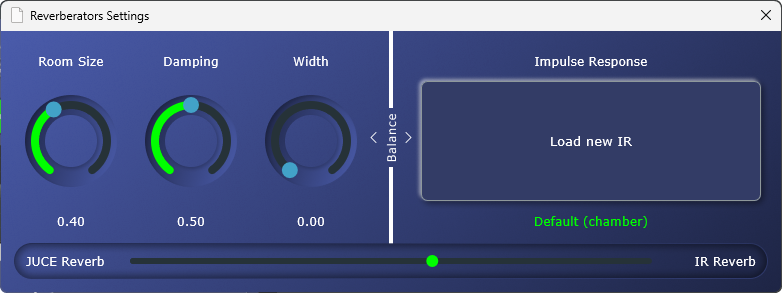 Reverberators Settings
Room Size
Damping
Width
0.40
0.50
0.00
Balance
Impulse Response
Load new IR
Default (chamber)
JUCE Reverb
IR Reverb